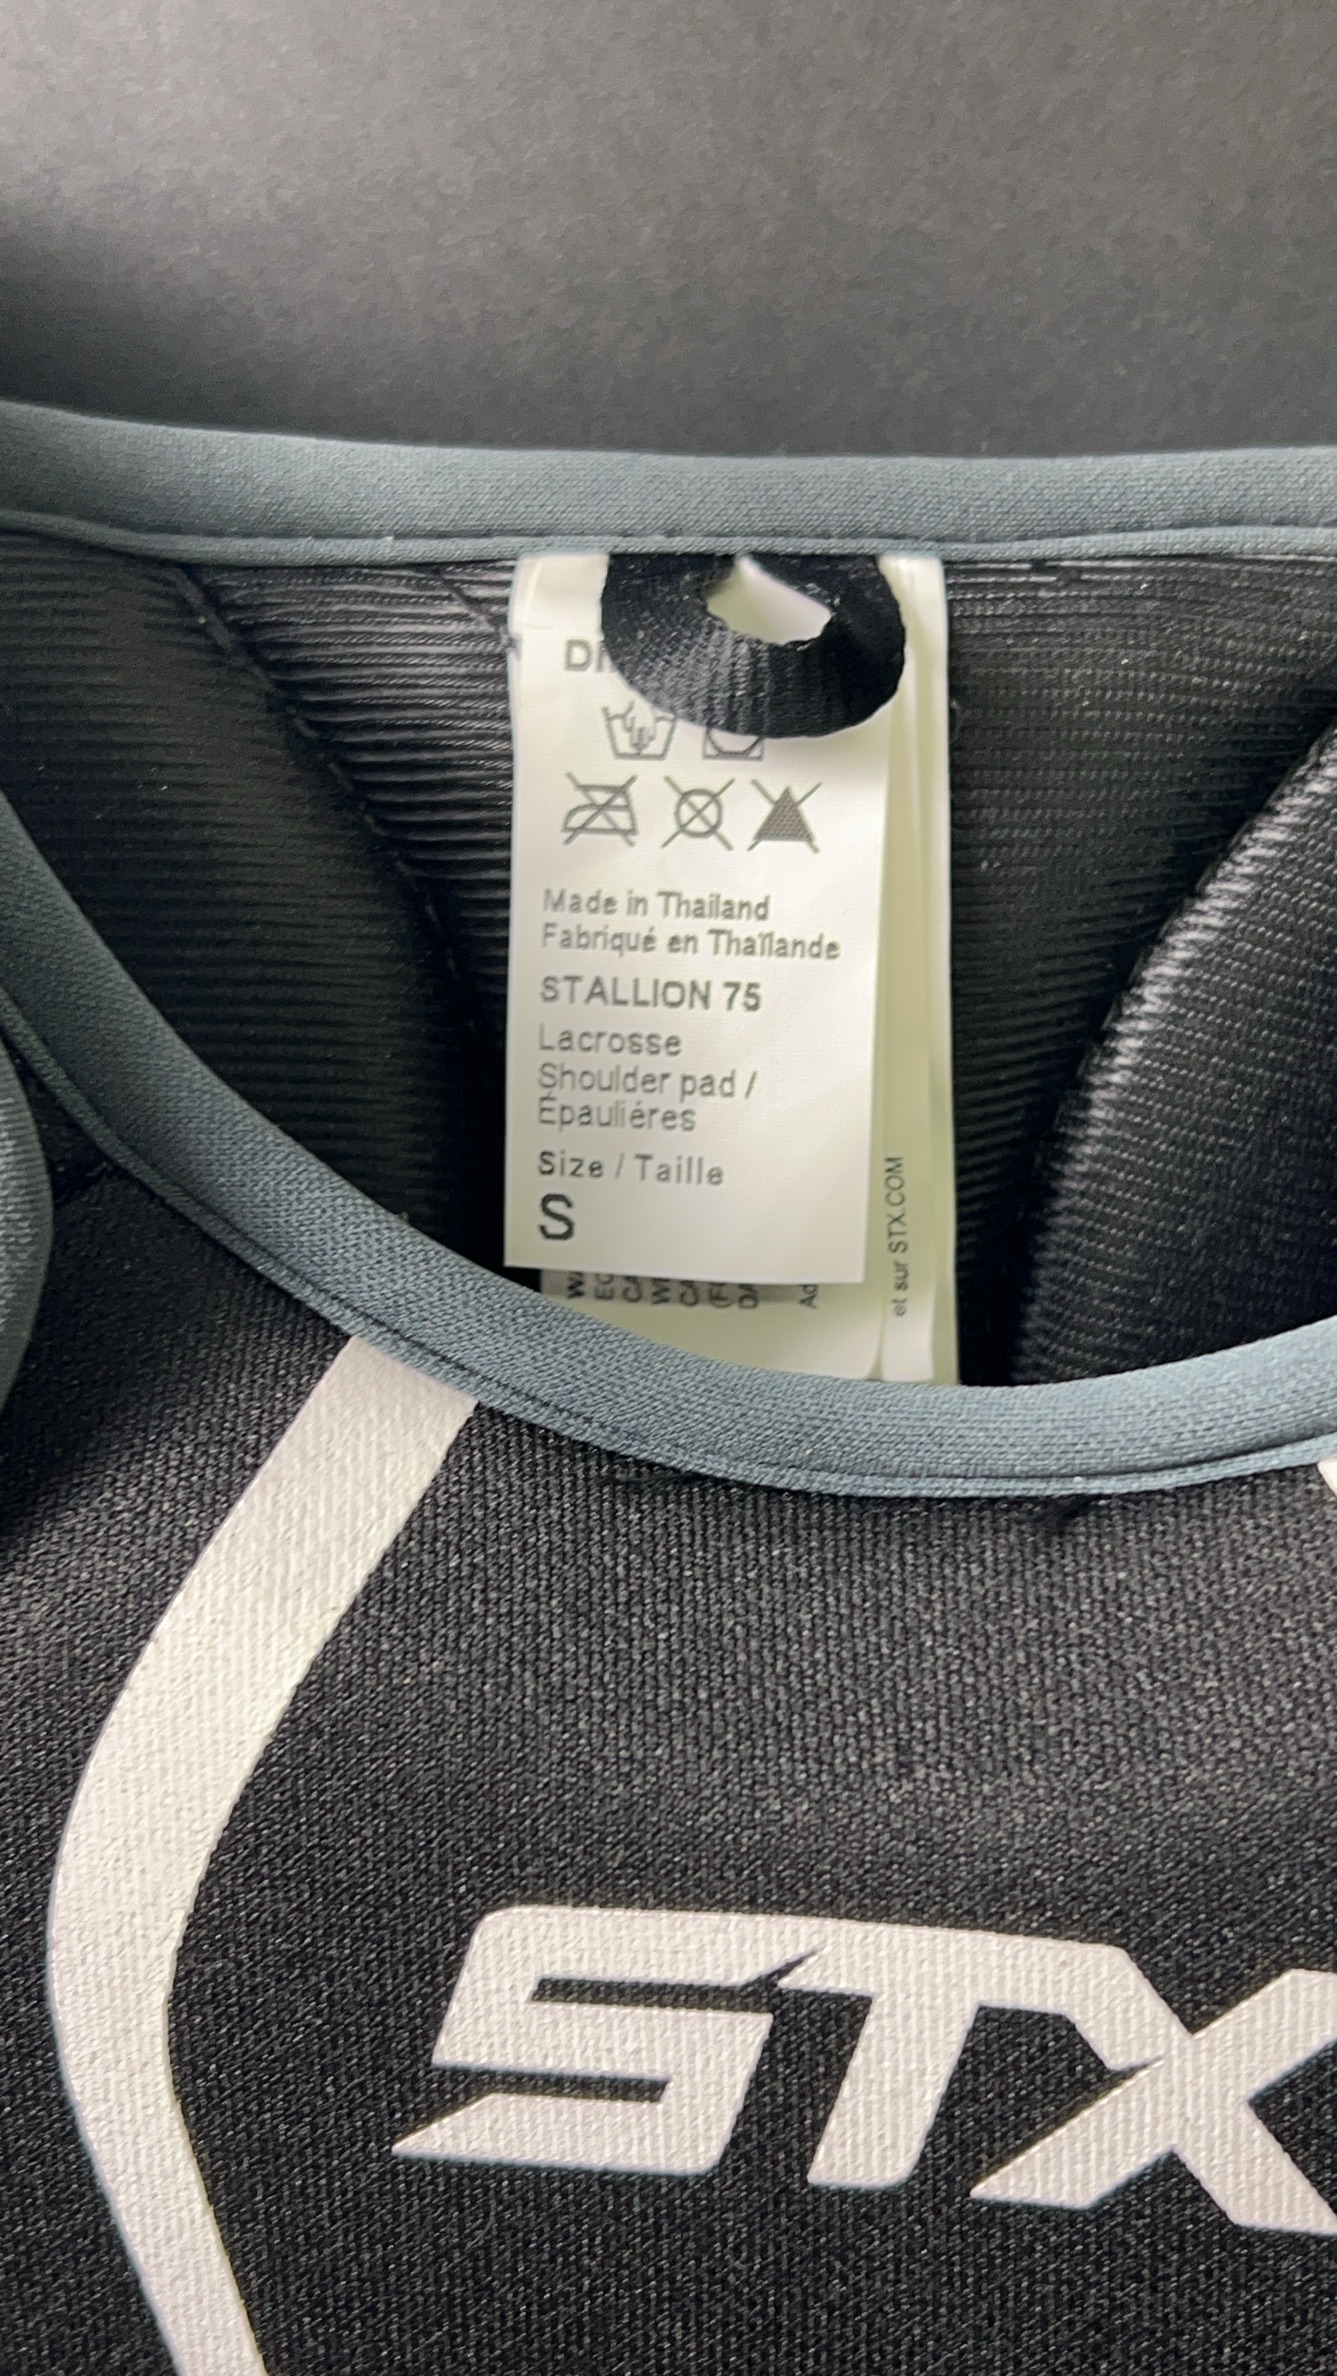 Made in Thailand
Fabriqué en Thaïlande
STALLION 75
Lacrosse
Shoulder pad /
Épauliéres
Size / Taille
S
et sur STX.COM
STX